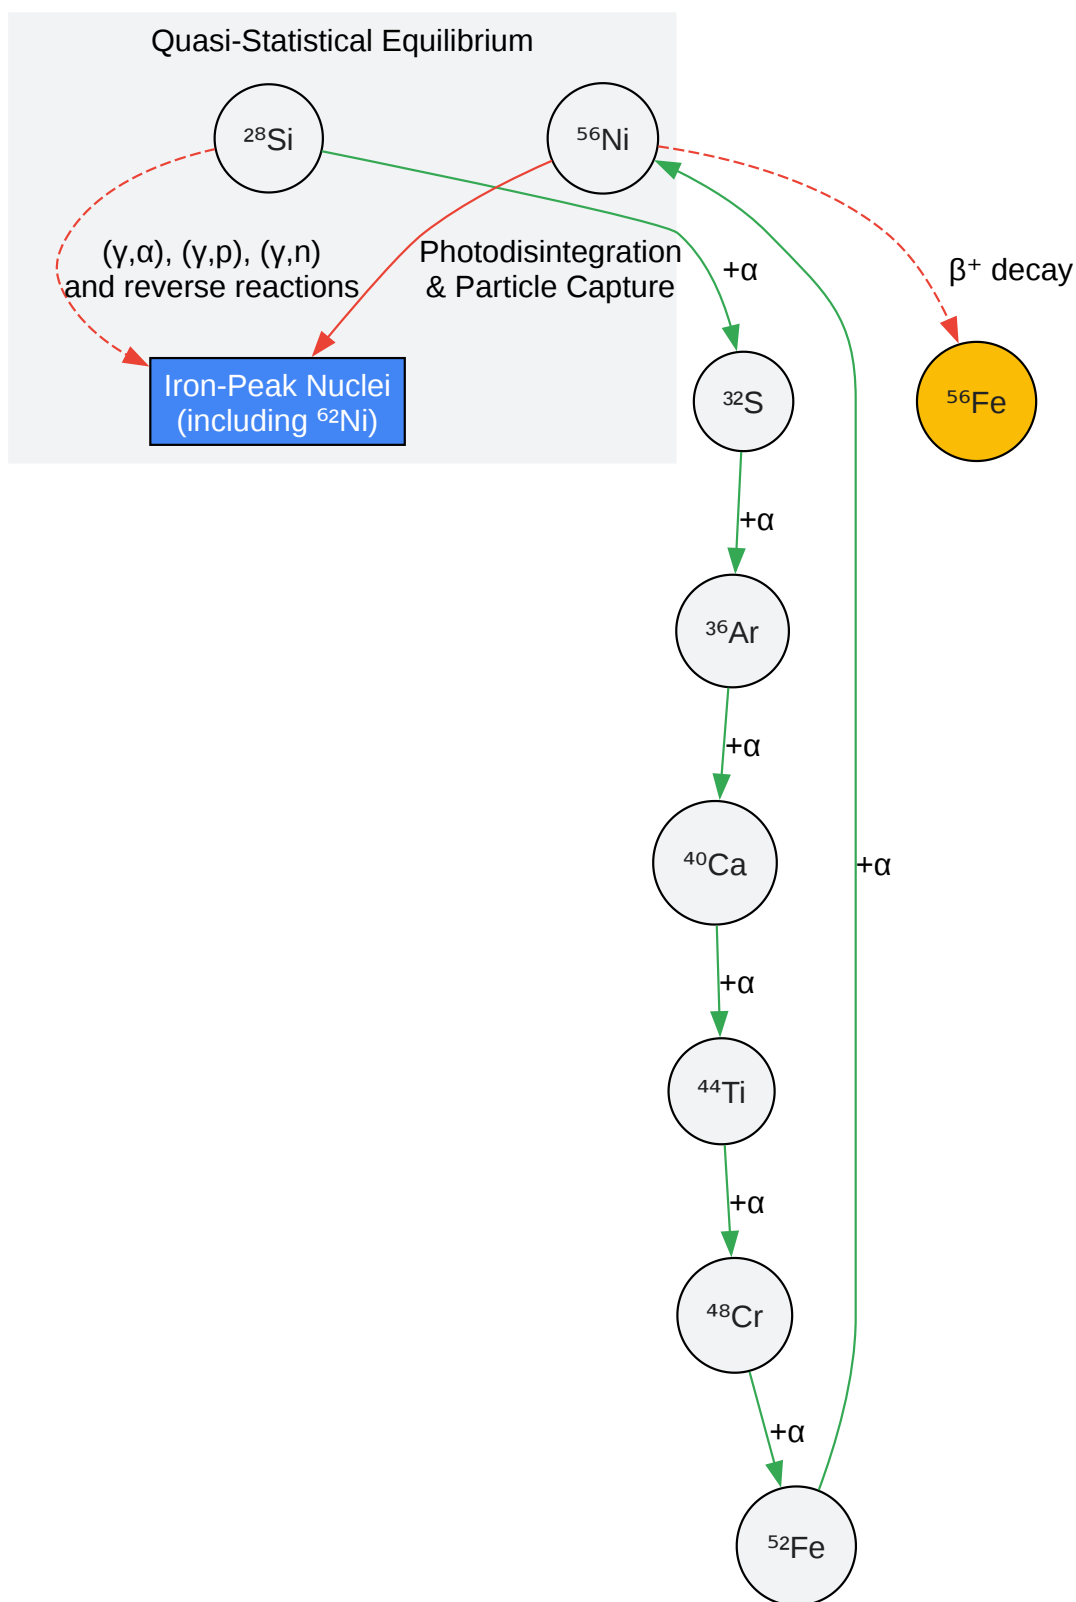 Quasi-Statistical Equilibrium
²⁸Si
⁵⁶Ni
(γ,α), (γ,p), (γ,n)
and reverse reactions
Photodisintegration
& Particle Capture
+α
β⁺ decay
Iron-Peak Nuclei
(including ⁶²Ni)
³²S
⁵⁶Fe
+α
³⁶Ar
+α
⁴⁰Ca
+α
+α
⁴⁴Ti
+α
⁴⁸Cr
+α
⁵²Fe